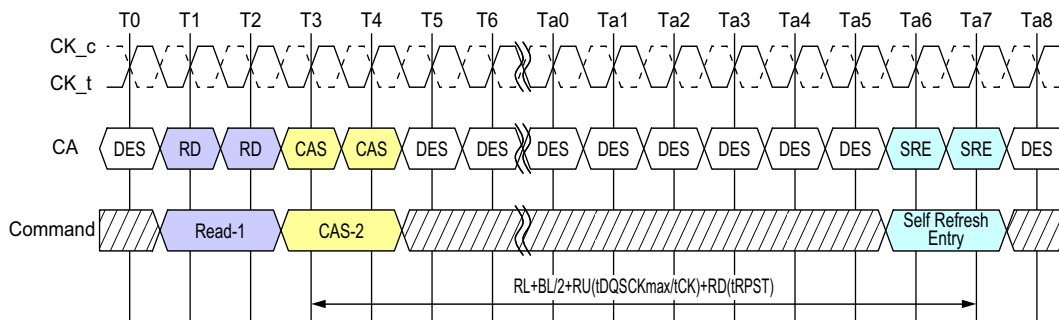 T0 T1 T2 T3 T4 T5 T6 Ta0 Ta1 Ta2 Ta3 Ta4 Ta5 Ta6 Ta7 Ta8
CK_c
CK_t
CA DES RD RD CAS CAS DES DES DES DES DES DES DES DES SRE SRE DES
Command Read-1 CAS-2 Self Refresh
Entry
RL+BL/2+RU(tDQSCKmax/tCK)+RD(tRPST)